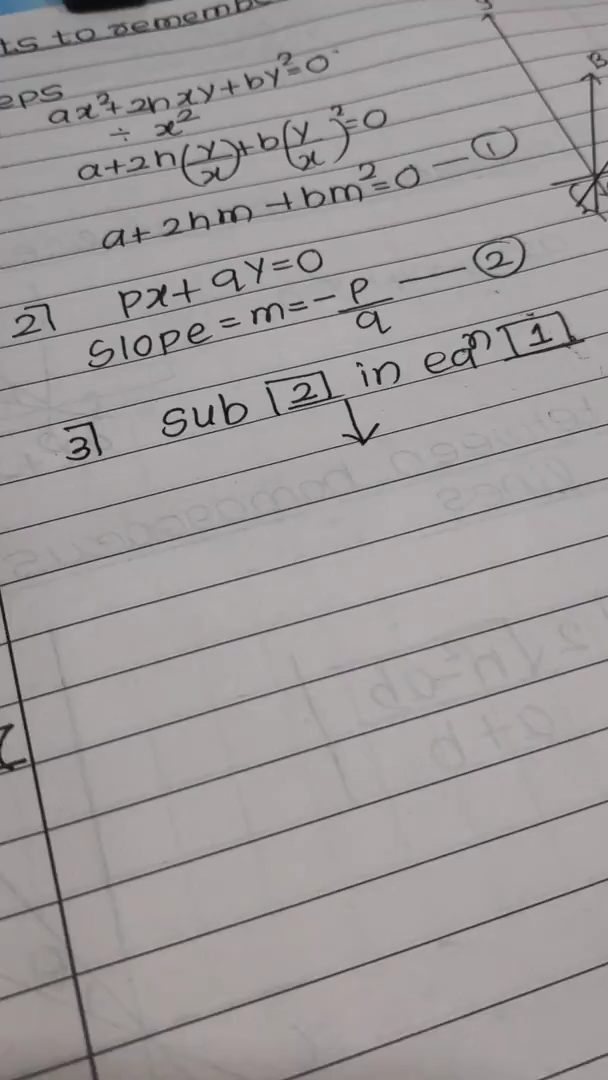 ts to rememb
eps
ax²+2hxy+by²=0
÷ x²
a+2h(y/x)+b(y/x)²=0
a+2hm+bm²=0 — ①
2] px+qy=0
slope=m=-p/q — ②
3] sub [2] in eqⁿ [1]
↓
B